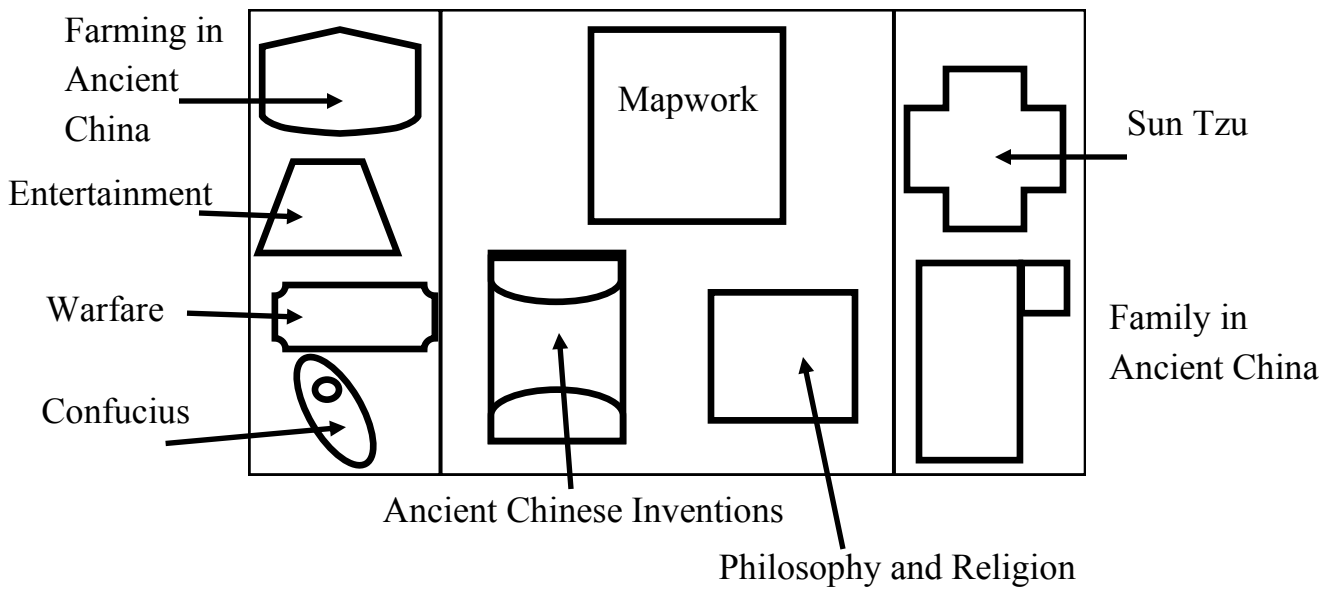 Farming in
Ancient
China
Entertainment
Warfare
Confucius
Mapwork
Ancient Chinese Inventions
Philosophy and Religion
Sun Tzu
Family in
Ancient China